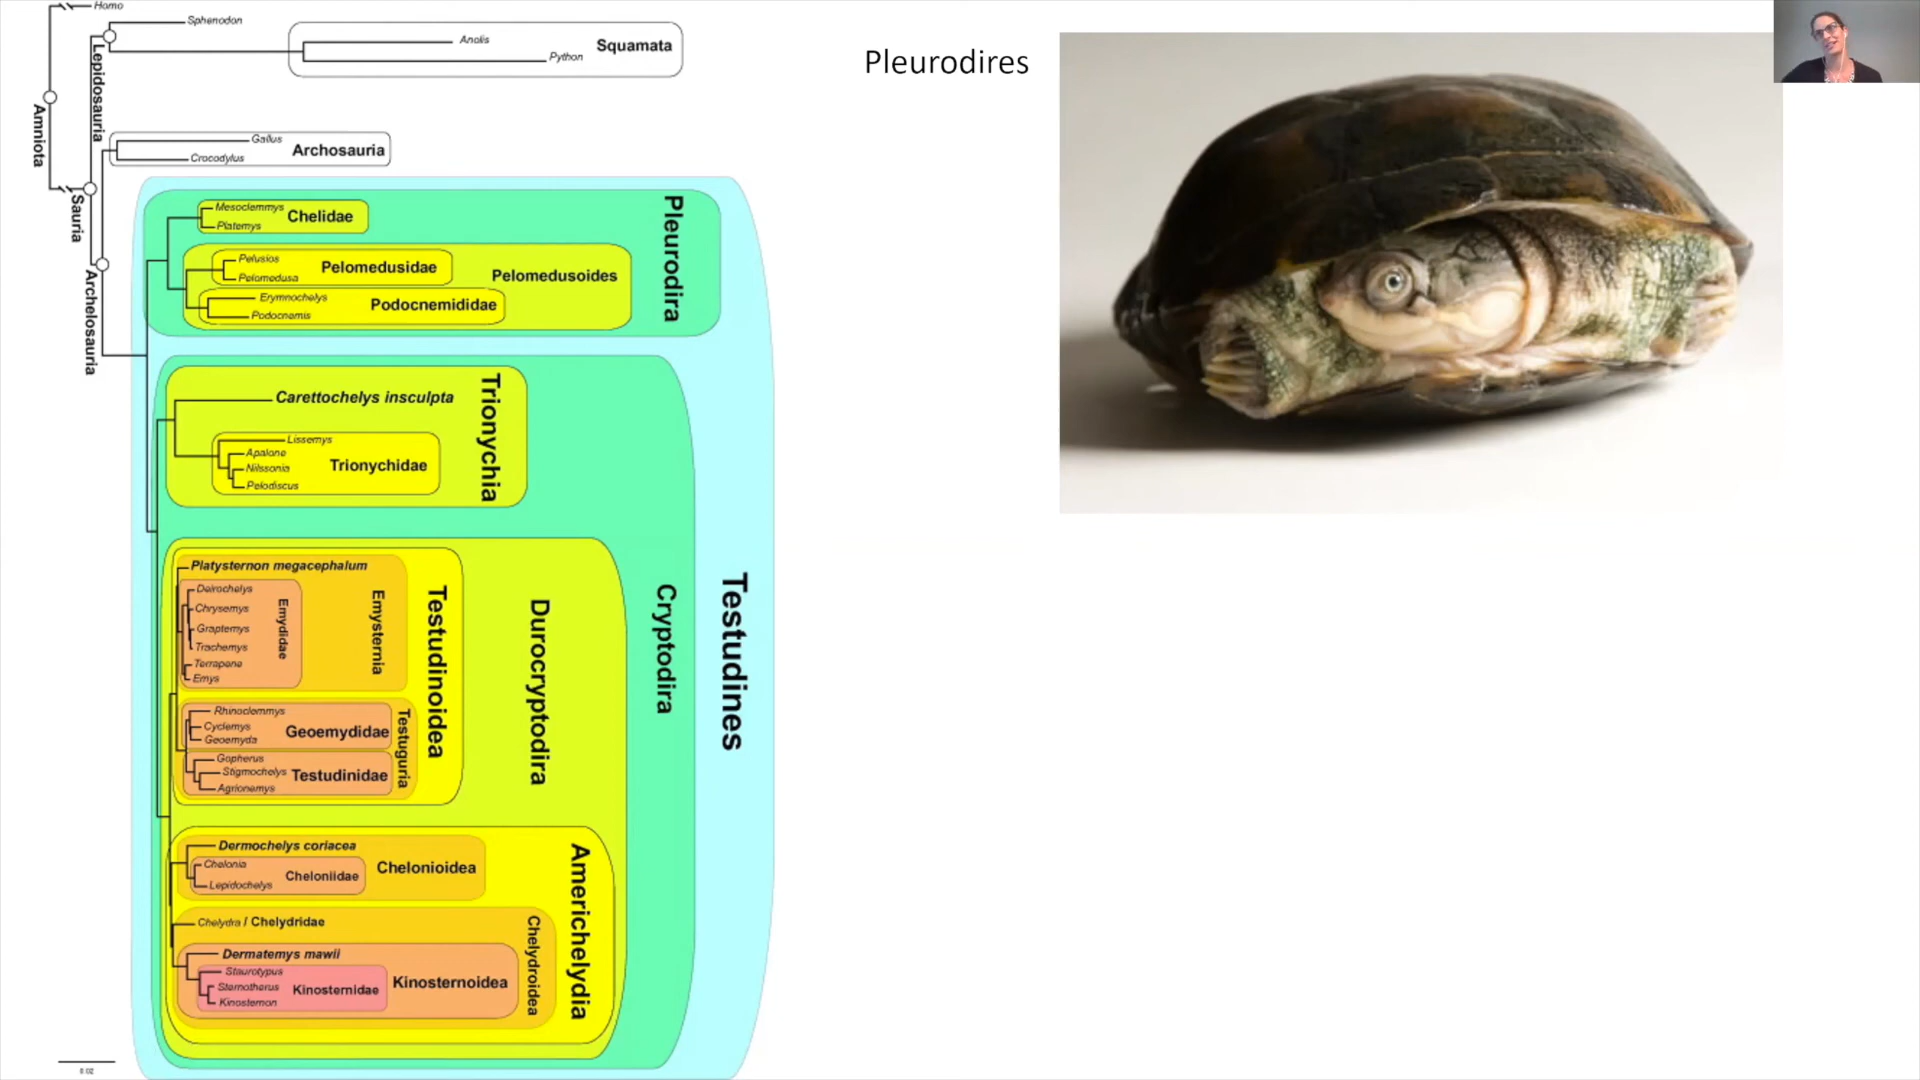 Homo
Sphenodon
Anolis
Python
Squamata
Lepidosauria
Amniota
Gallus
Crocodylus
Archosauria
Sauria
Archelosauria
Pleurodires
Mesoclemmys
Platemys
Chelidae
Pelusios
Pelomedusa
Pelomedusidae
Pelomedusoides
Erymnochelys
Podocnemis
Podocnemididae
Pleurodira
Carettochelys insculpta
Lissemys
Apalone
Nilssonia
Pelodiscus
Trionychidae
Trionychia
Platysternon megacephalum
Deirochelys
Chrysemys
Graptemys
Trachemys
Terrapene
Emys
Emydidae
Emysternia
Rhinoclemmys
Cyclemys
Geoemyda
Geoemydidae
Gopherus
Stigmochelys
Agrionemys
Testudinidae
Testuguria
Testudinoidea
Durocryptodira
Cryptodira
Testudines
Dermochelys coriacea
Chelonia
Lepidochelys
Cheloniidae
Chelonioidea
Chelydra / Chelydridae
Dermatemys mawii
Staurotypus
Sternotherus
Kinosternon
Kinosternidae
Kinosternoidea
Chelydroidea
Americhelydia
0.02